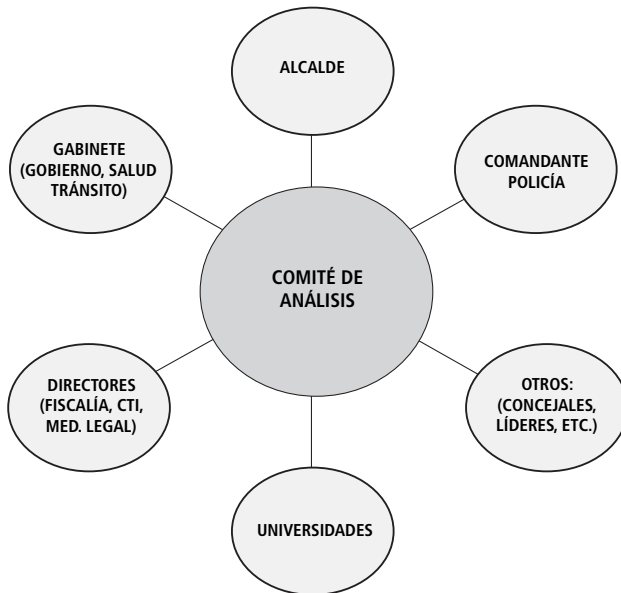 ALCALDE
GABINETE
(GOBIERNO, SALUD
TRÁNSITO)
COMANDANTE
POLICÍA
COMITÉ DE
ANÁLISIS
DIRECTORES
(FISCALÍA, CTI,
MED. LEGAL)
OTROS:
(CONCEJALES,
LÍDERES, ETC.)
UNIVERSIDADES